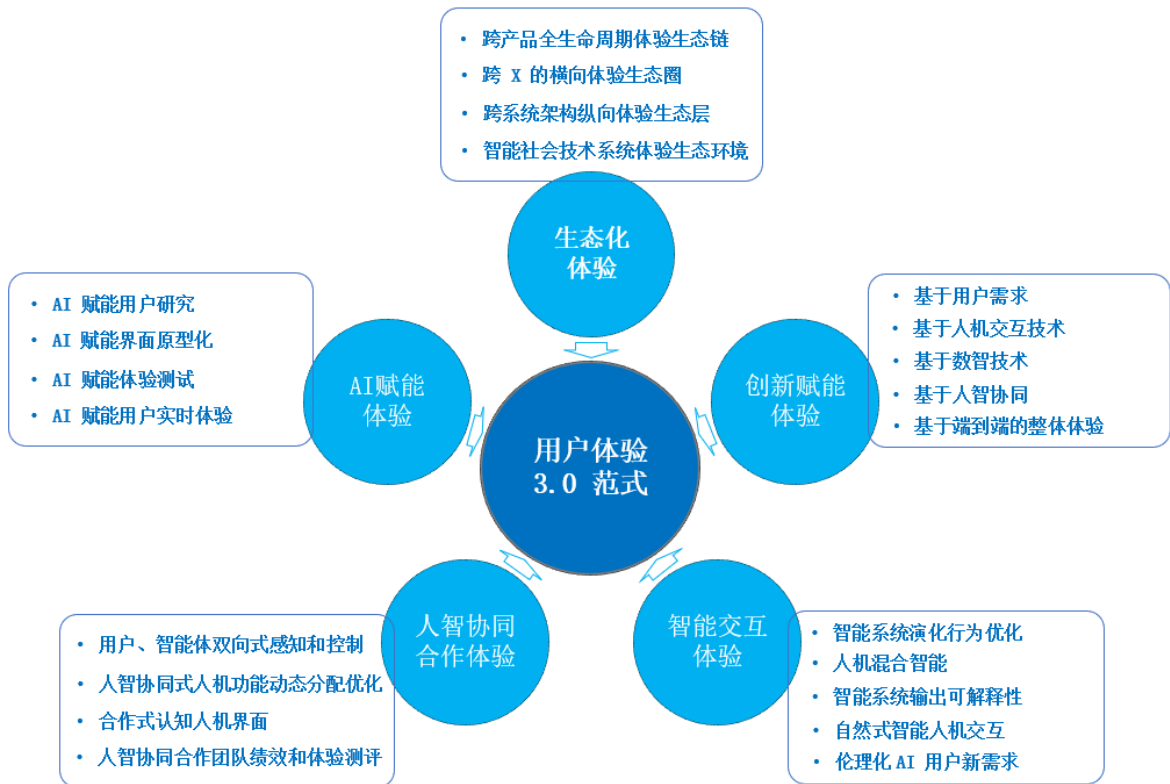 • 跨产品全生命周期体验生态链
• 跨 X 的横向体验生态圈
• 跨系统架构纵向体验生态层
• 智能社会技术系统体验生态环境
生态化
体验
• AI 赋能用户研究
• AI 赋能界面原型化
• AI 赋能体验测试
• AI 赋能用户实时体验
AI赋能
体验
创新赋能
体验
• 基于用户需求
• 基于人机交互技术
• 基于数智技术
• 基于人智协同
• 基于端到端的整体体验
用户体验
3.0 范式
人智协同
合作体验
• 用户、智能体双向式感知和控制
• 人智协同式人机功能动态分配优化
• 合作式认知人机界面
• 人智协同合作团队绩效和体验测评
智能交互
体验
• 智能系统演化行为优化
• 人机混合智能
• 智能系统输出可解释性
• 自然式智能人机交互
• 伦理化 AI 用户新需求